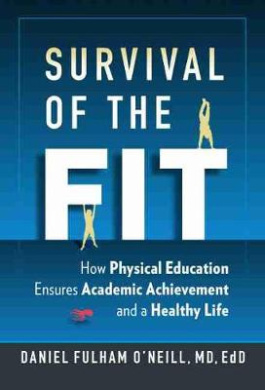 SURVIVAL
OF THE
FIT
How Physical Education
Ensures Academic Achievement
and a Healthy Life
DANIEL FULHAM O'NEILL, MD, EdD